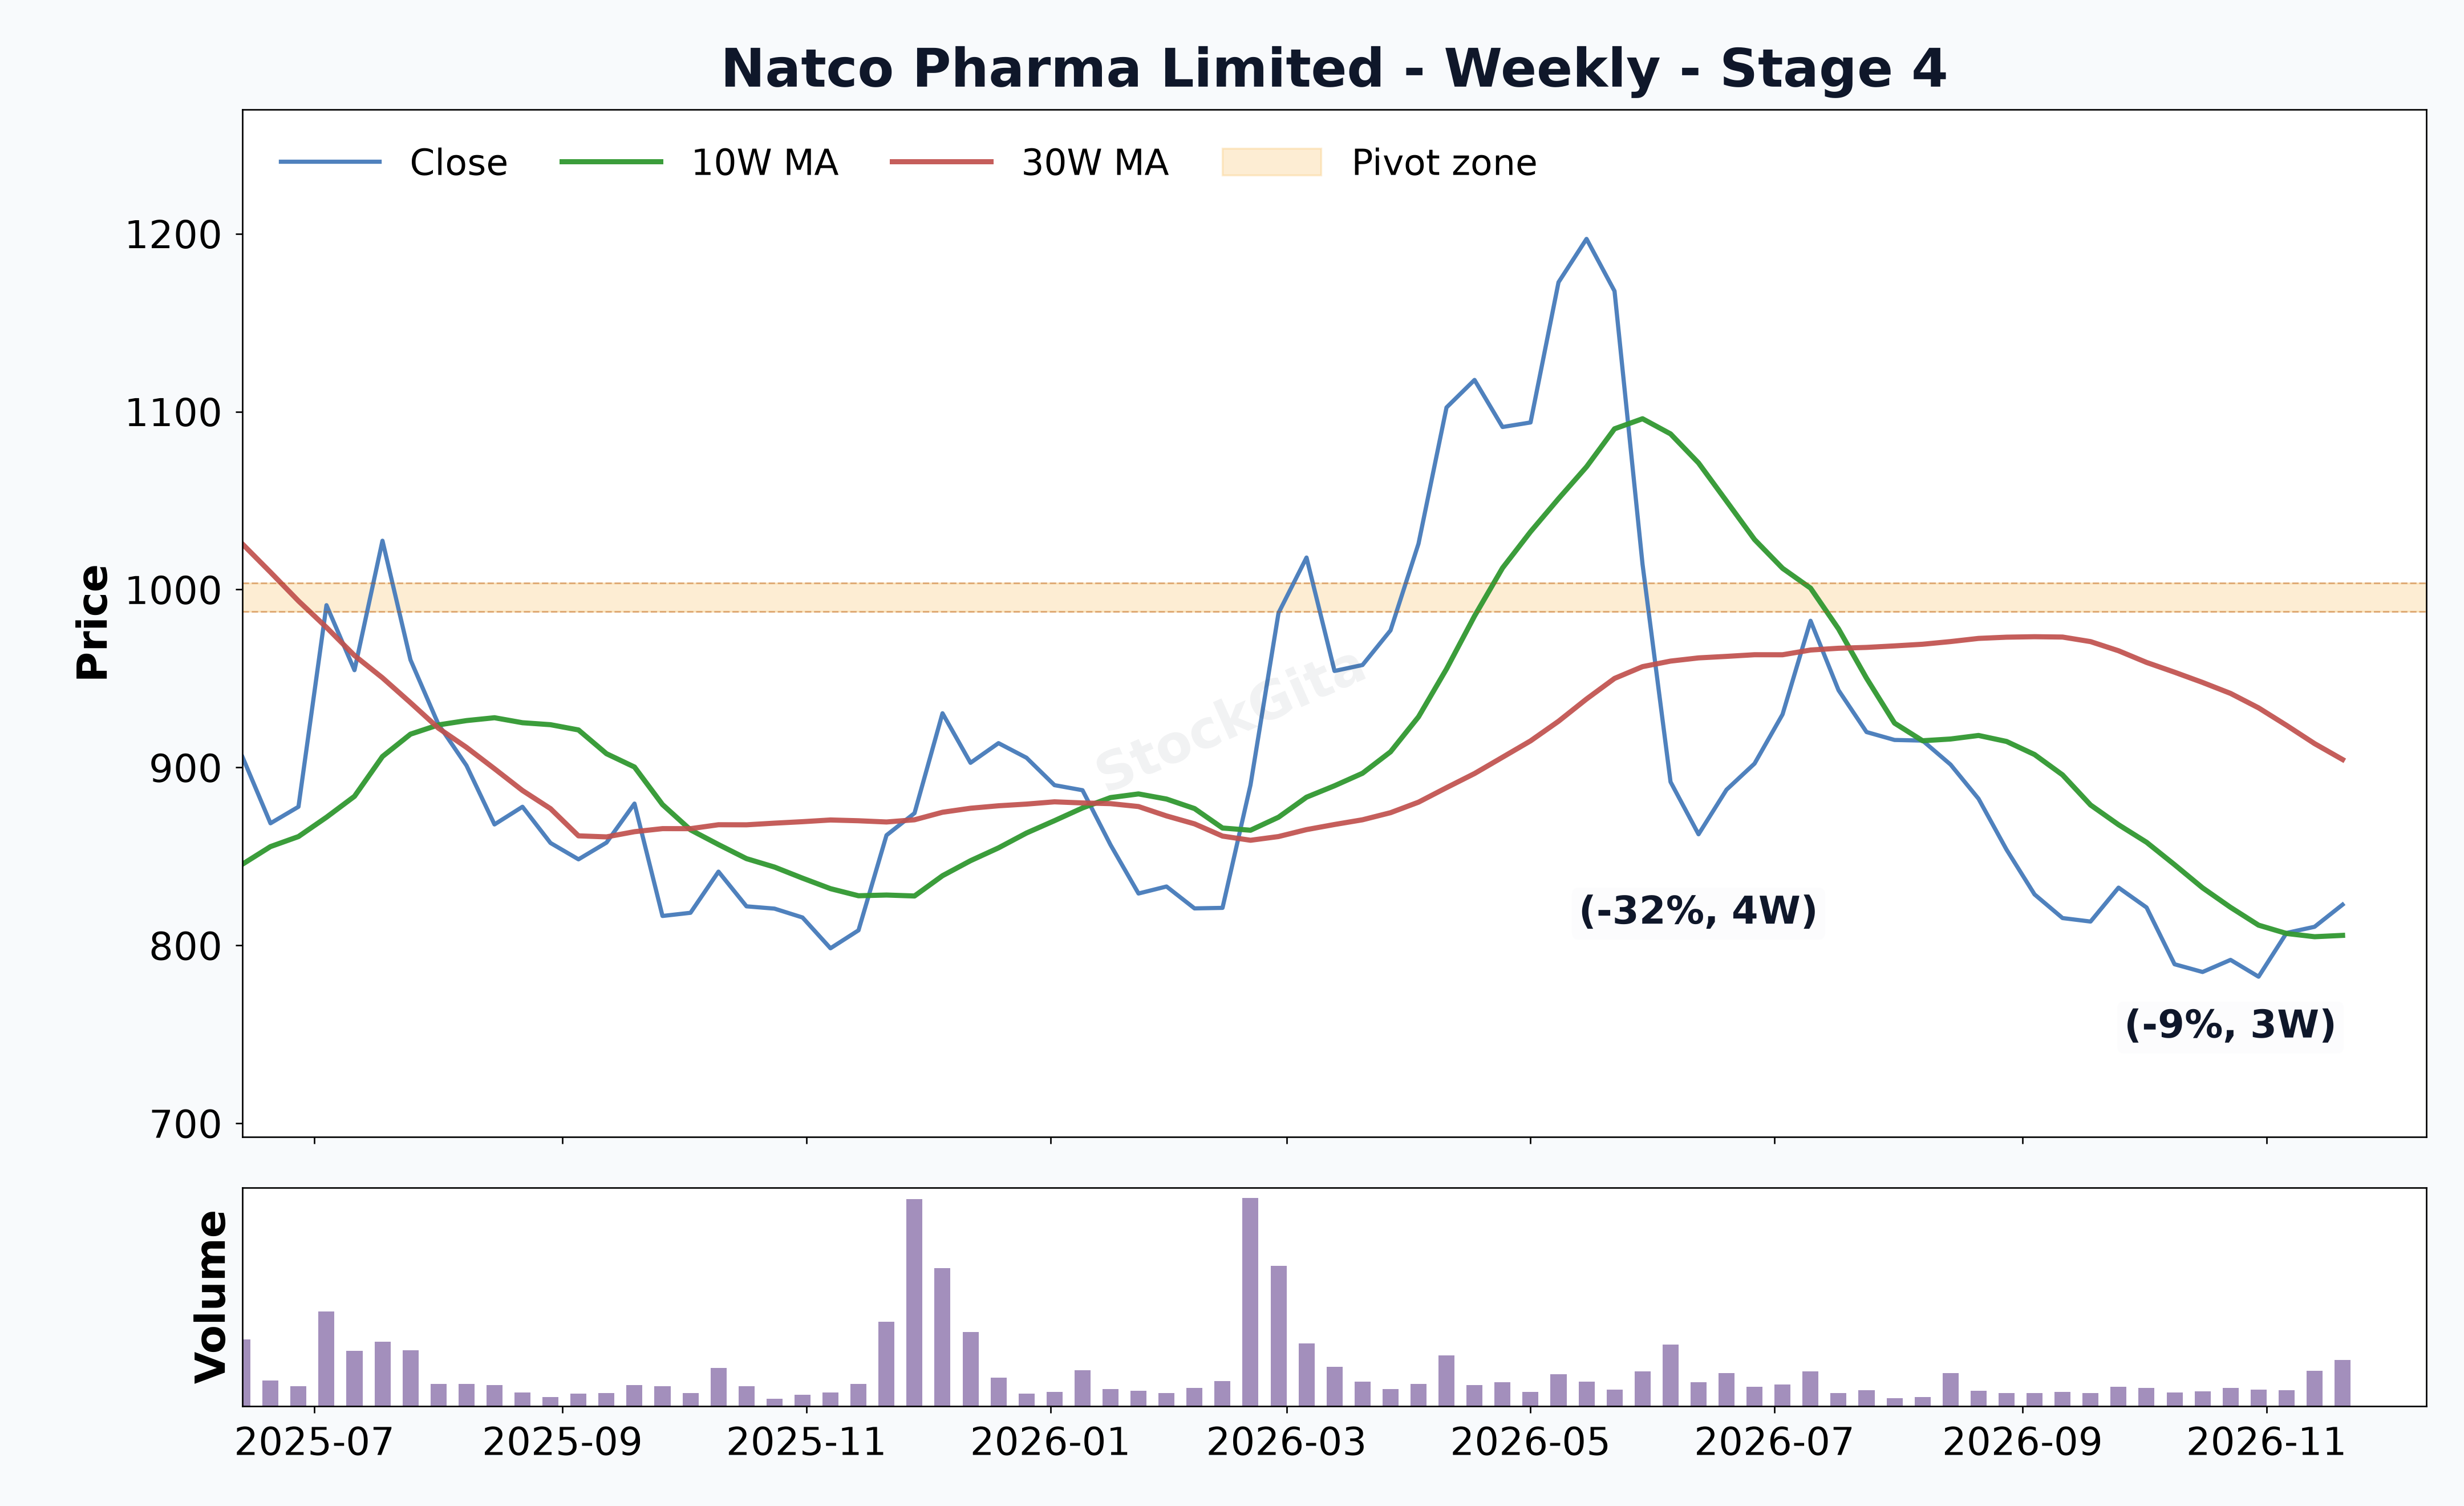 Natco Pharma Limited - Weekly - Stage 4
Close
10W MA
30W MA
Pivot zone
1200
1100
1000
900
800
700
Price
StockGita
(-32%, 4W)
(-9%, 3W)
Volume
2025-07
2025-09
2025-11
2026-01
2026-03
2026-05
2026-07
2026-09
2026-11